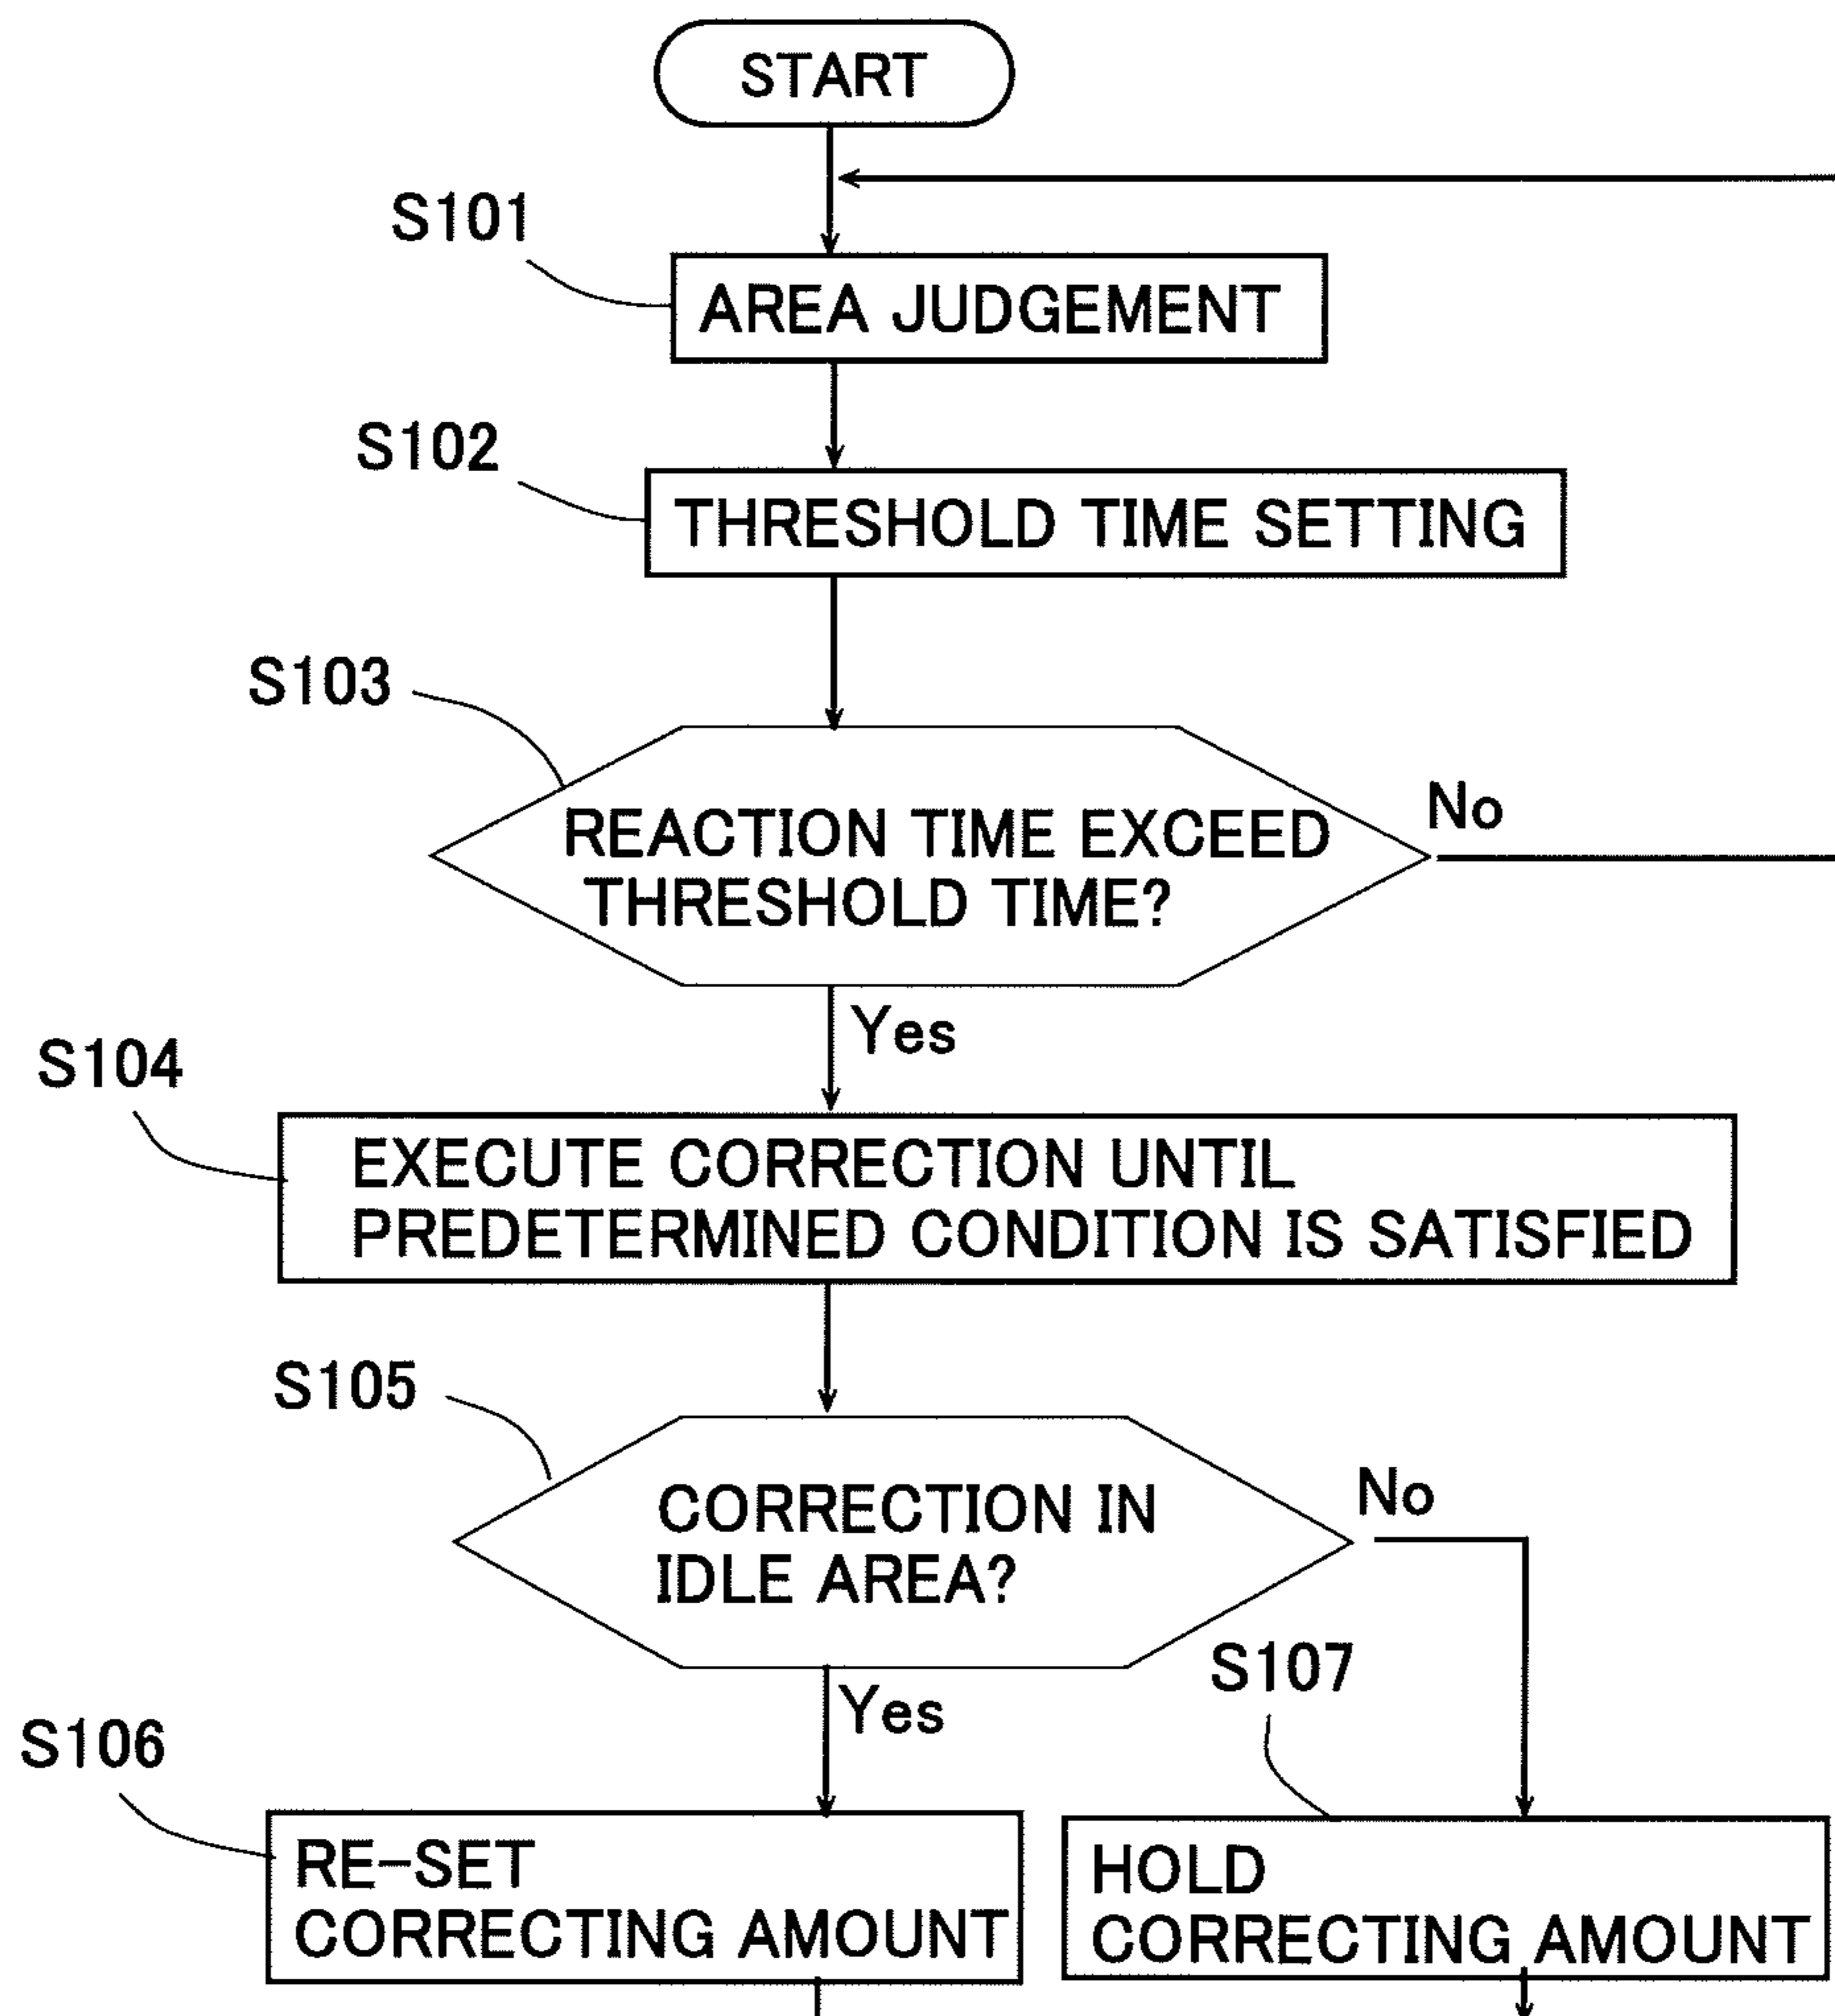 START
S101
AREA JUDGEMENT
S102
THRESHOLD TIME SETTING
S103
REACTION TIME EXCEED
THRESHOLD TIME?
No
Yes
S104
EXECUTE CORRECTION UNTIL
PREDETERMINED CONDITION IS SATISFIED
S105
CORRECTION IN
IDLE AREA?
No
Yes
S106
RE-SET
CORRECTING AMOUNT
S107
HOLD
CORRECTING AMOUNT